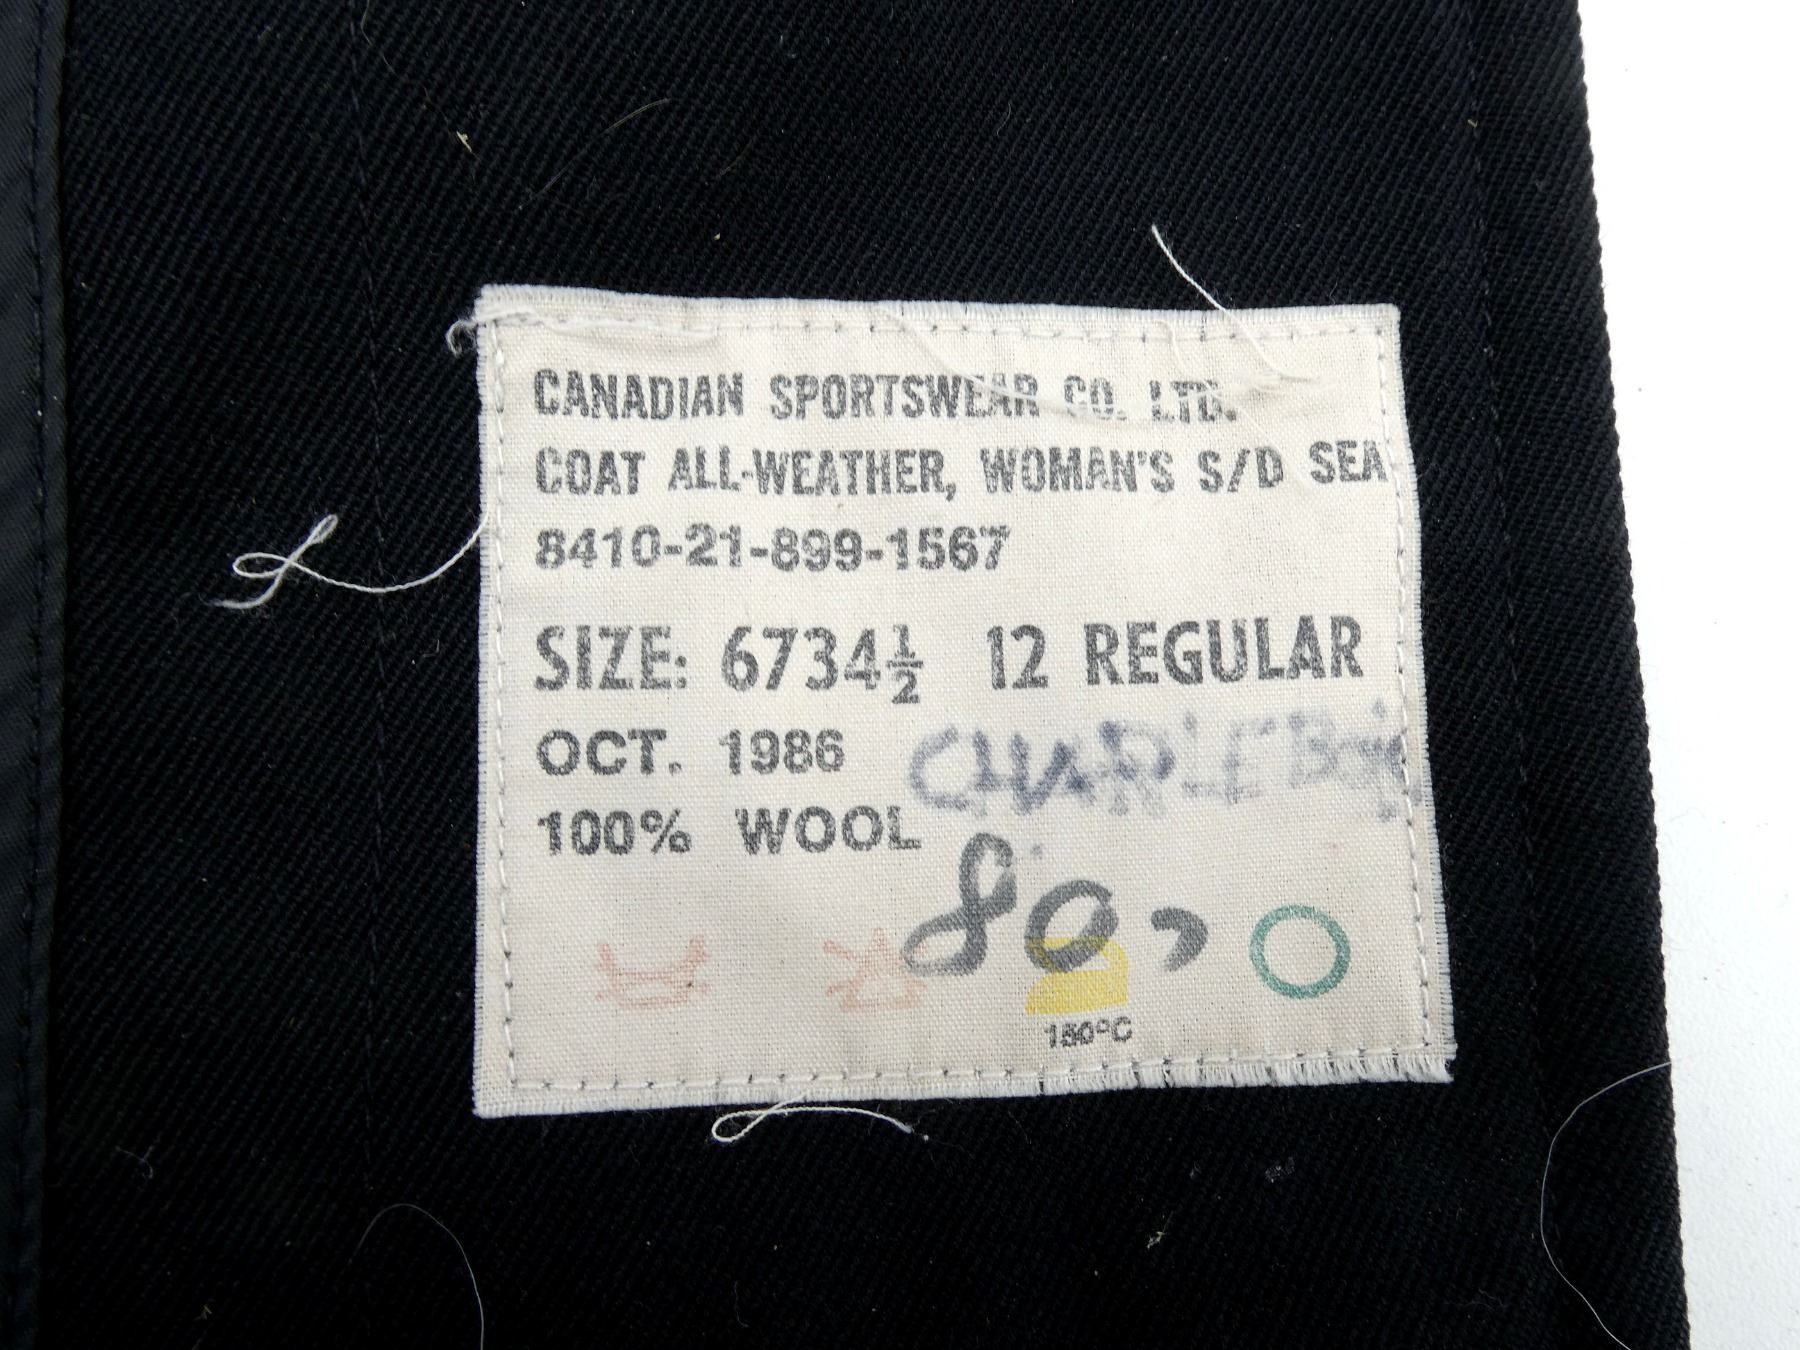 CANADIAN SPORTSWEAR CO. LTD.
COAT ALL-WEATHER, WOMAN'S S/D SEA
8410-21-899-1567
SIZE: 6734½ 12 REGULAR
OCT. 1986
100% WOOL
80,
150°C